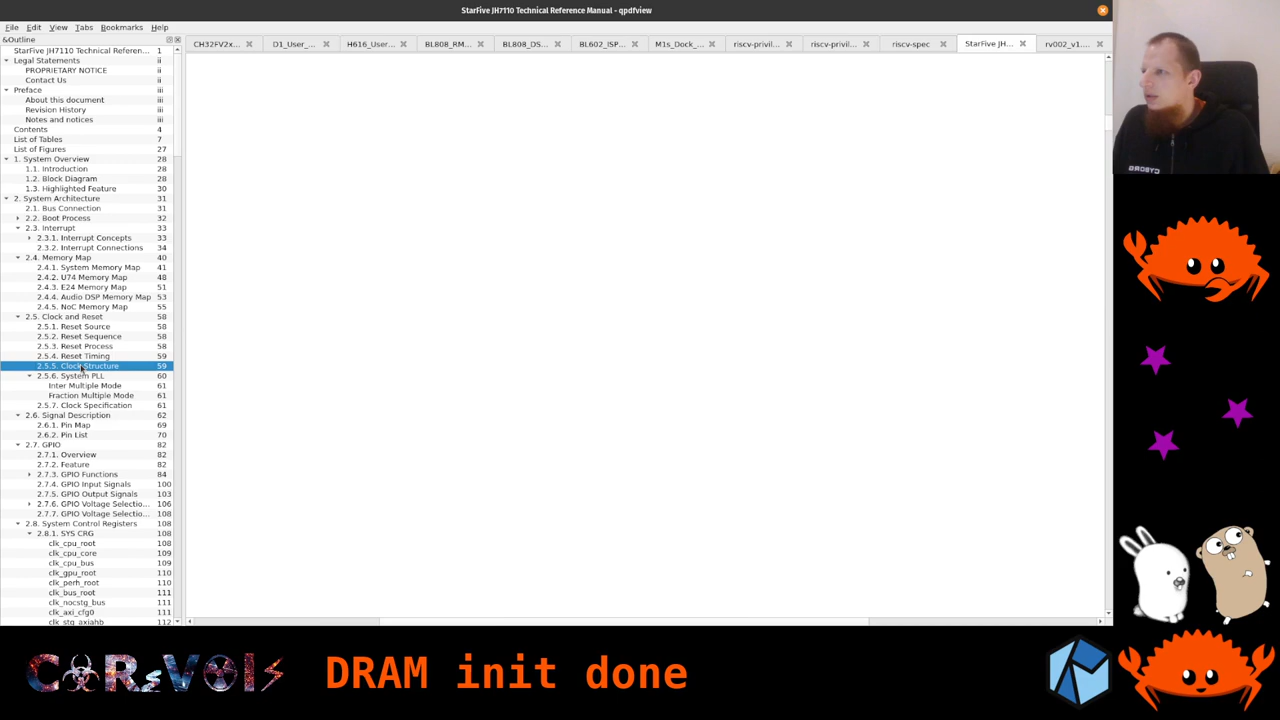 StarFive JH7110 Technical Reference Manual - qpdfview
File Edit View Tabs Bookmarks Help
&Outline
CH32FV2x... D1_User_... H616_User... BL808_RM... BL808_DS... BL602_ISP... M1s_Dock_... riscv-privil... riscv-privil... riscv-spec StarFive JH... rv002_v1....
StarFive JH7110 Technical Referen... 1
Legal Statements ii
PROPRIETARY NOTICE ii
Contact Us ii
Preface iii
About this document iii
Revision History iii
Notes and notices iii
Contents 4
List of Tables 7
List of Figures 27
1. System Overview 28
1.1. Introduction 28
1.2. Block Diagram 28
1.3. Highlighted Feature 30
2. System Architecture 31
2.1. Bus Connection 31
2.2. Boot Process 32
2.3. Interrupt 33
2.3.1. Interrupt Concepts 33
2.3.2. Interrupt Connections 34
2.4. Memory Map 40
2.4.1. System Memory Map 41
2.4.2. U74 Memory Map 48
2.4.3. E24 Memory Map 51
2.4.4. Audio DSP Memory Map 53
2.4.5. NoC Memory Map 55
2.5. Clock and Reset 58
2.5.1. Reset Source 58
2.5.2. Reset Sequence 58
2.5.3. Reset Process 58
2.5.4. Reset Timing 59
2.5.5. Clock Structure 59
2.5.6. System PLL 60
Inter Multiple Mode 61
Fraction Multiple Mode 61
2.5.7. Clock Specification 61
2.6. Signal Description 62
2.6.1. Pin Map 69
2.6.2. Pin List 70
2.7. GPIO 82
2.7.1. Overview 82
2.7.2. Feature 82
2.7.3. GPIO Functions 84
2.7.4. GPIO Input Signals 100
2.7.5. GPIO Output Signals 103
2.7.6. GPIO Voltage Selectio... 106
2.7.7. GPIO Voltage Selectio... 108
2.8. System Control Registers 108
2.8.1. SYS CRG 108
clk_cpu_root 108
clk_cpu_core 109
clk_cpu_bus 109
clk_gpu_root 110
clk_perh_root 110
clk_bus_root 111
clk_nocstg_bus 111
clk_axi_cfg0 111
clk_stg_axiahb 112
DRAM init done